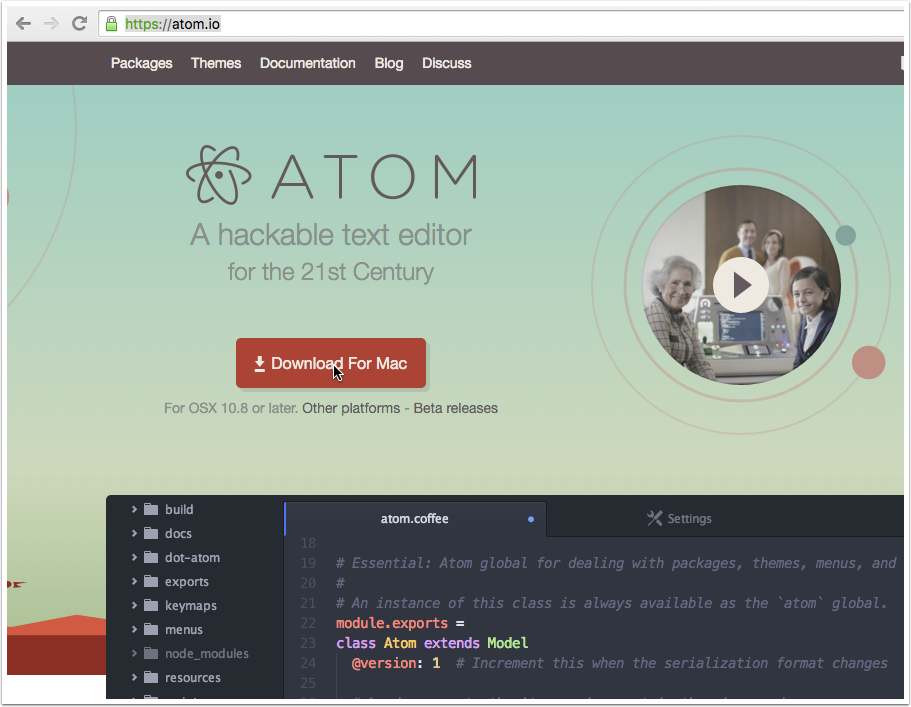 https://atom.io
Packages Themes Documentation Blog Discuss
ATOM
A hackable text editor
for the 21st Century
Download For Mac
For OSX 10.8 or later. Other platforms - Beta releases
build
docs
dot-atom
exports
keymaps
menus
node_modules
resources
atom.coffee
Settings
18
19 # Essential: Atom global for dealing with packages, themes, menus, and
20 #
21 # An instance of this class is always available as the `atom` global.
22 module.exports =
23 class Atom extends Model
24 @version: 1 # Increment this when the serialization format changes
25